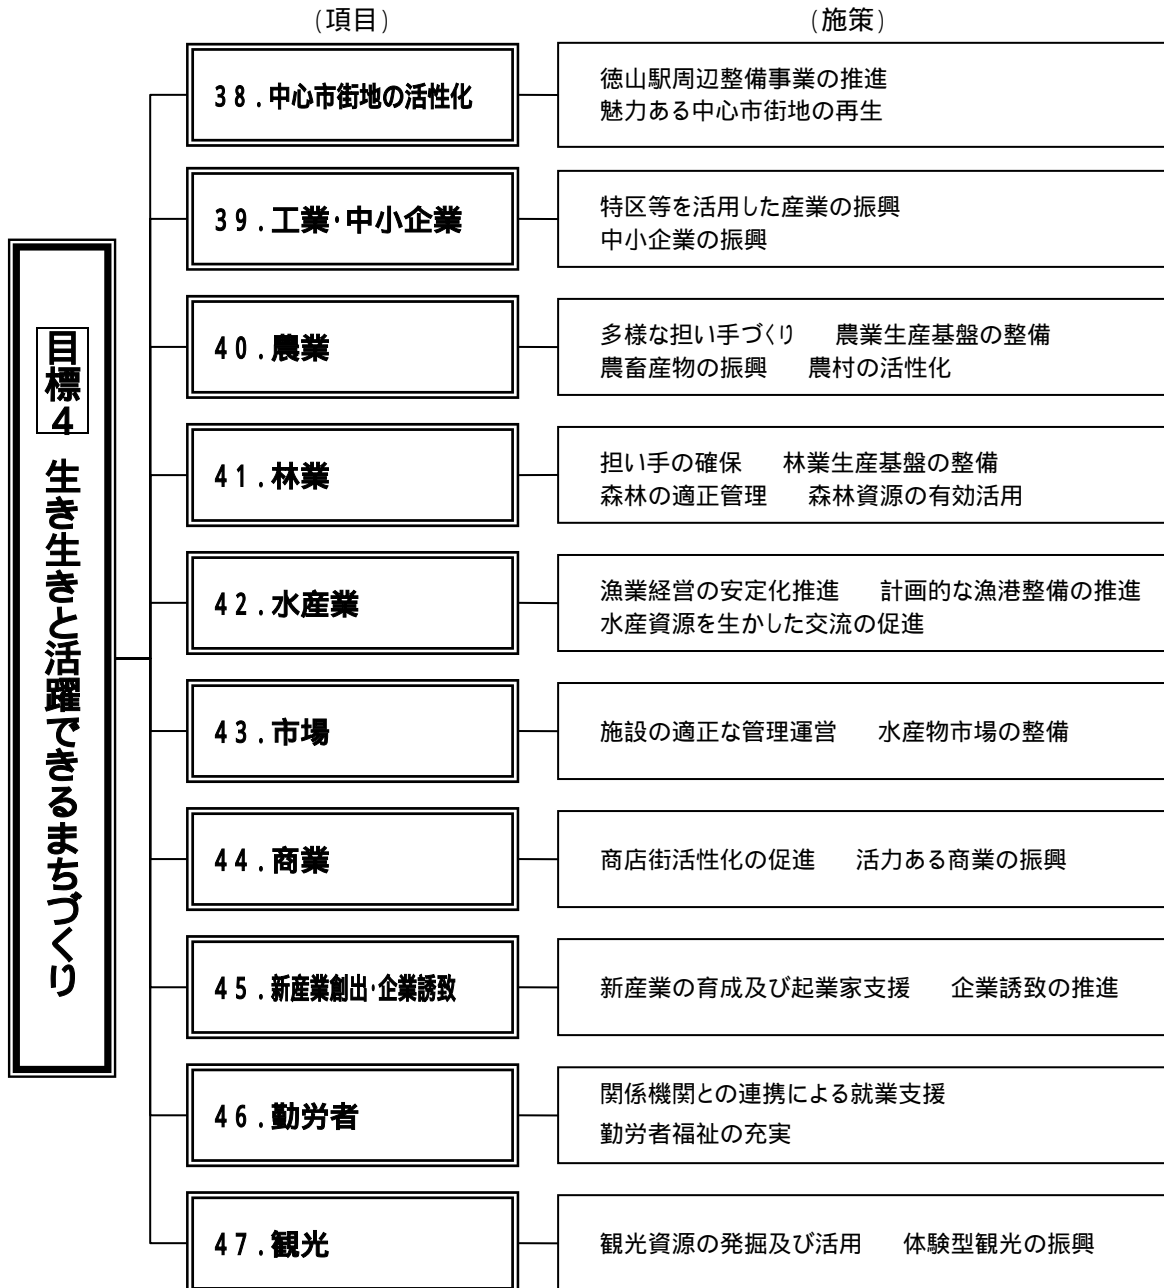 (項目)
(施策)
目標4 生き生きと活躍できるまちづくり
38.中心市街地の活性化
徳山駅周辺整備事業の推進
魅力ある中心市街地の再生
39.工業・中小企業
特区等を活用した産業の振興
中小企業の振興
40.農業
多様な担い手づくり 農業生産基盤の整備
農畜産物の振興 農村の活性化
41.林業
担い手の確保 林業生産基盤の整備
森林の適正管理 森林資源の有効活用
42.水産業
漁業経営の安定化推進 計画的な漁港整備の推進
水産資源を生かした交流の促進
43.市場
施設の適正な管理運営 水産物市場の整備
44.商業
商店街活性化の促進 活力ある商業の振興
45.新産業創出・企業誘致
新産業の育成及び起業家支援 企業誘致の推進
46.勤労者
関係機関との連携による就業支援
勤労者福祉の充実
47.観光
観光資源の発掘及び活用 体験型観光の振興